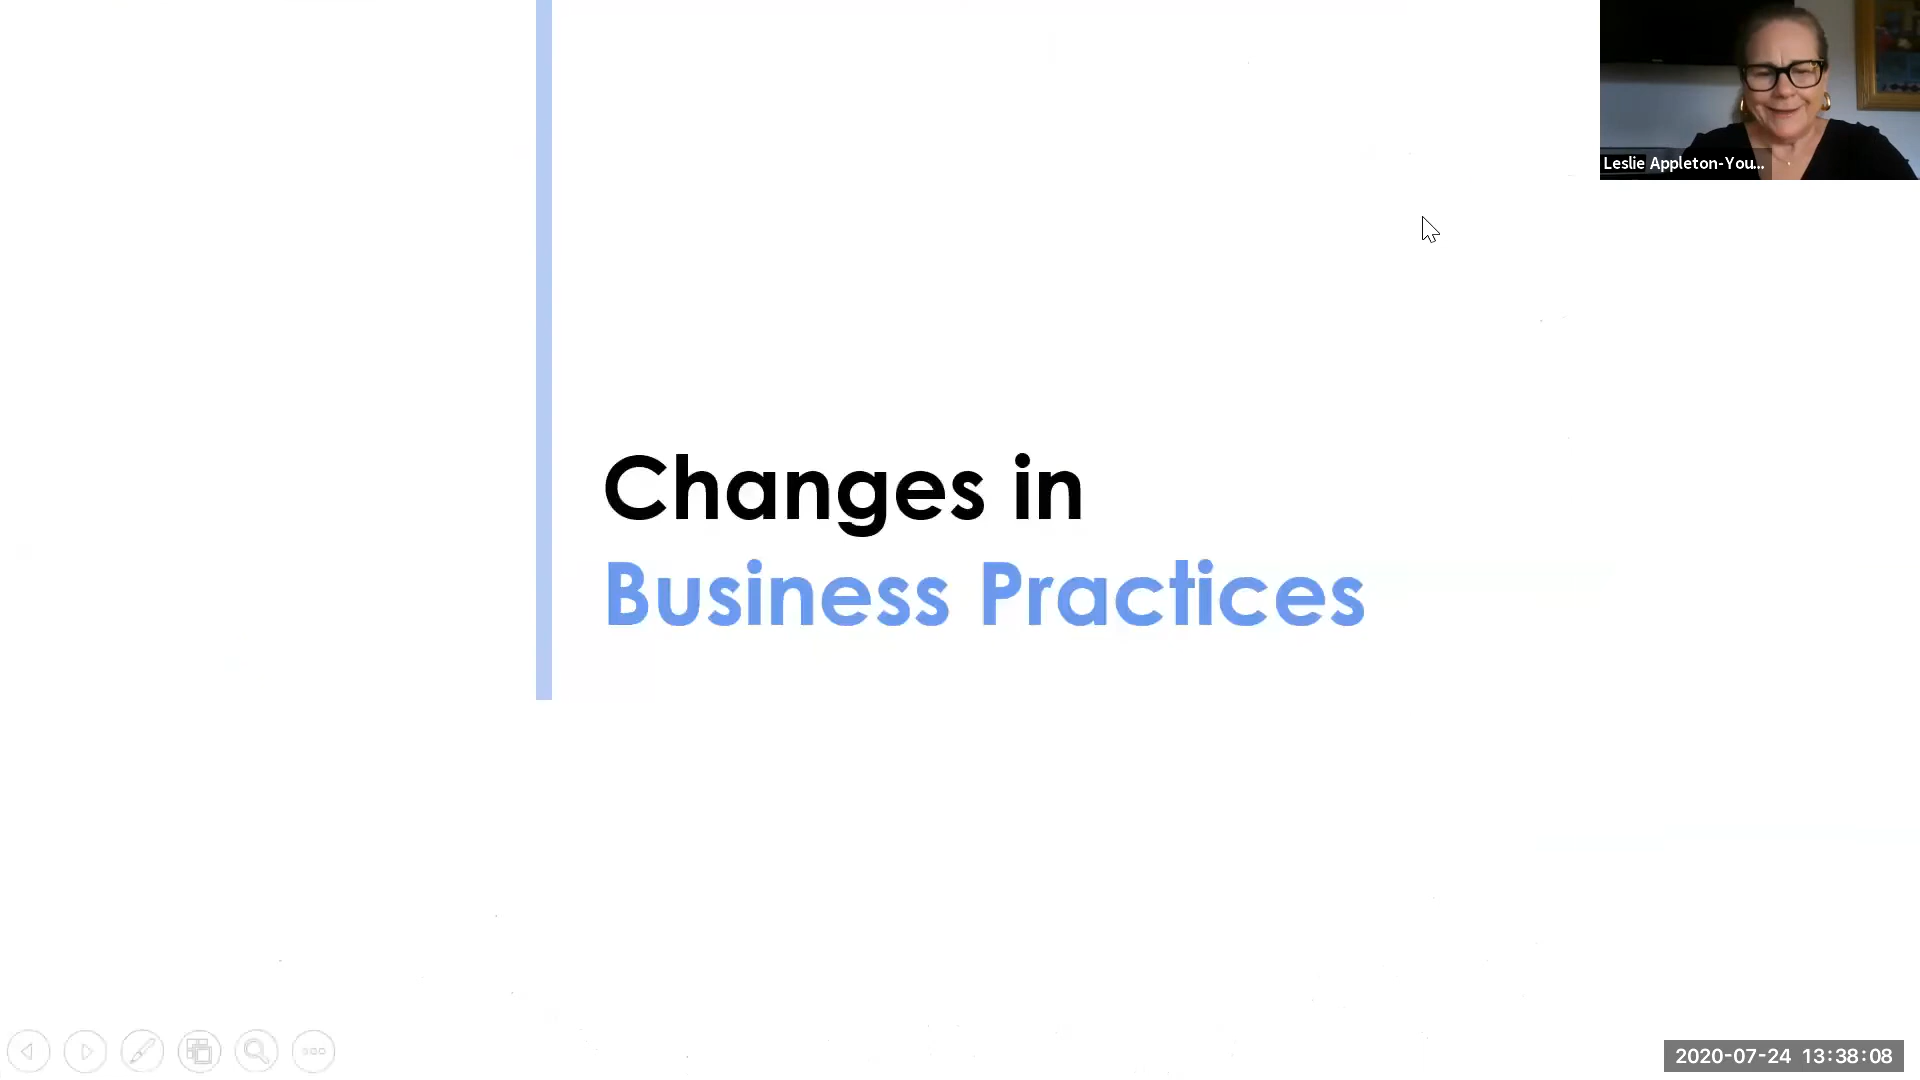 Leslie Appleton-You...
Changes in
Business Practices
2020-07-24 13:38:08